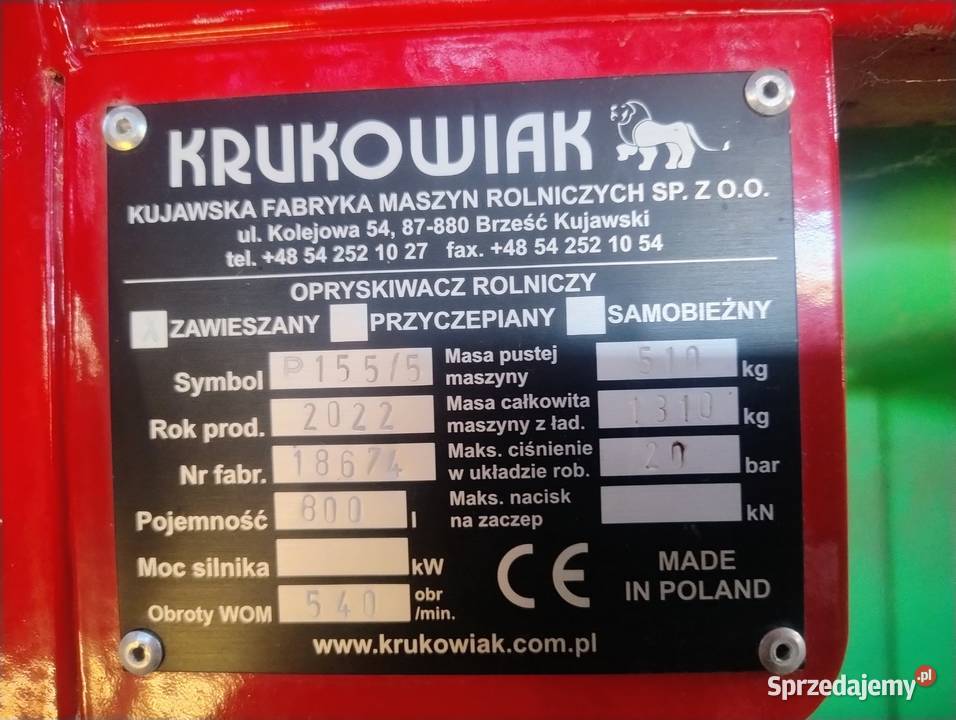 KRUKOWIAK
KUJAWSKA FABRYKA MASZYN ROLNICZYCH SP. Z O.O.
ul. Kolejowa 54, 87-880 Brześć Kujawski
tel. +48 54 252 10 27 fax. +48 54 252 10 54
OPRYSKIWACZ ROLNICZY
X ZAWIESZANY PRZYCZEPIANY SAMOBIEŻNY
Symbol P155/5
Rok prod. 2022
Nr fabr. 18674
Pojemność 800 l
Moc silnika kW
Obroty WOM 540 obr
/min.
Masa pustej
maszyny 510 kg
Masa całkowita
maszyny z ład. 1310 kg
Maks. ciśnienie
w układzie rob. 20 bar
Maks. nacisk
na zaczep kN
CE
MADE
IN POLAND
www.krukowiak.com.pl
Sprzedajemy.pl